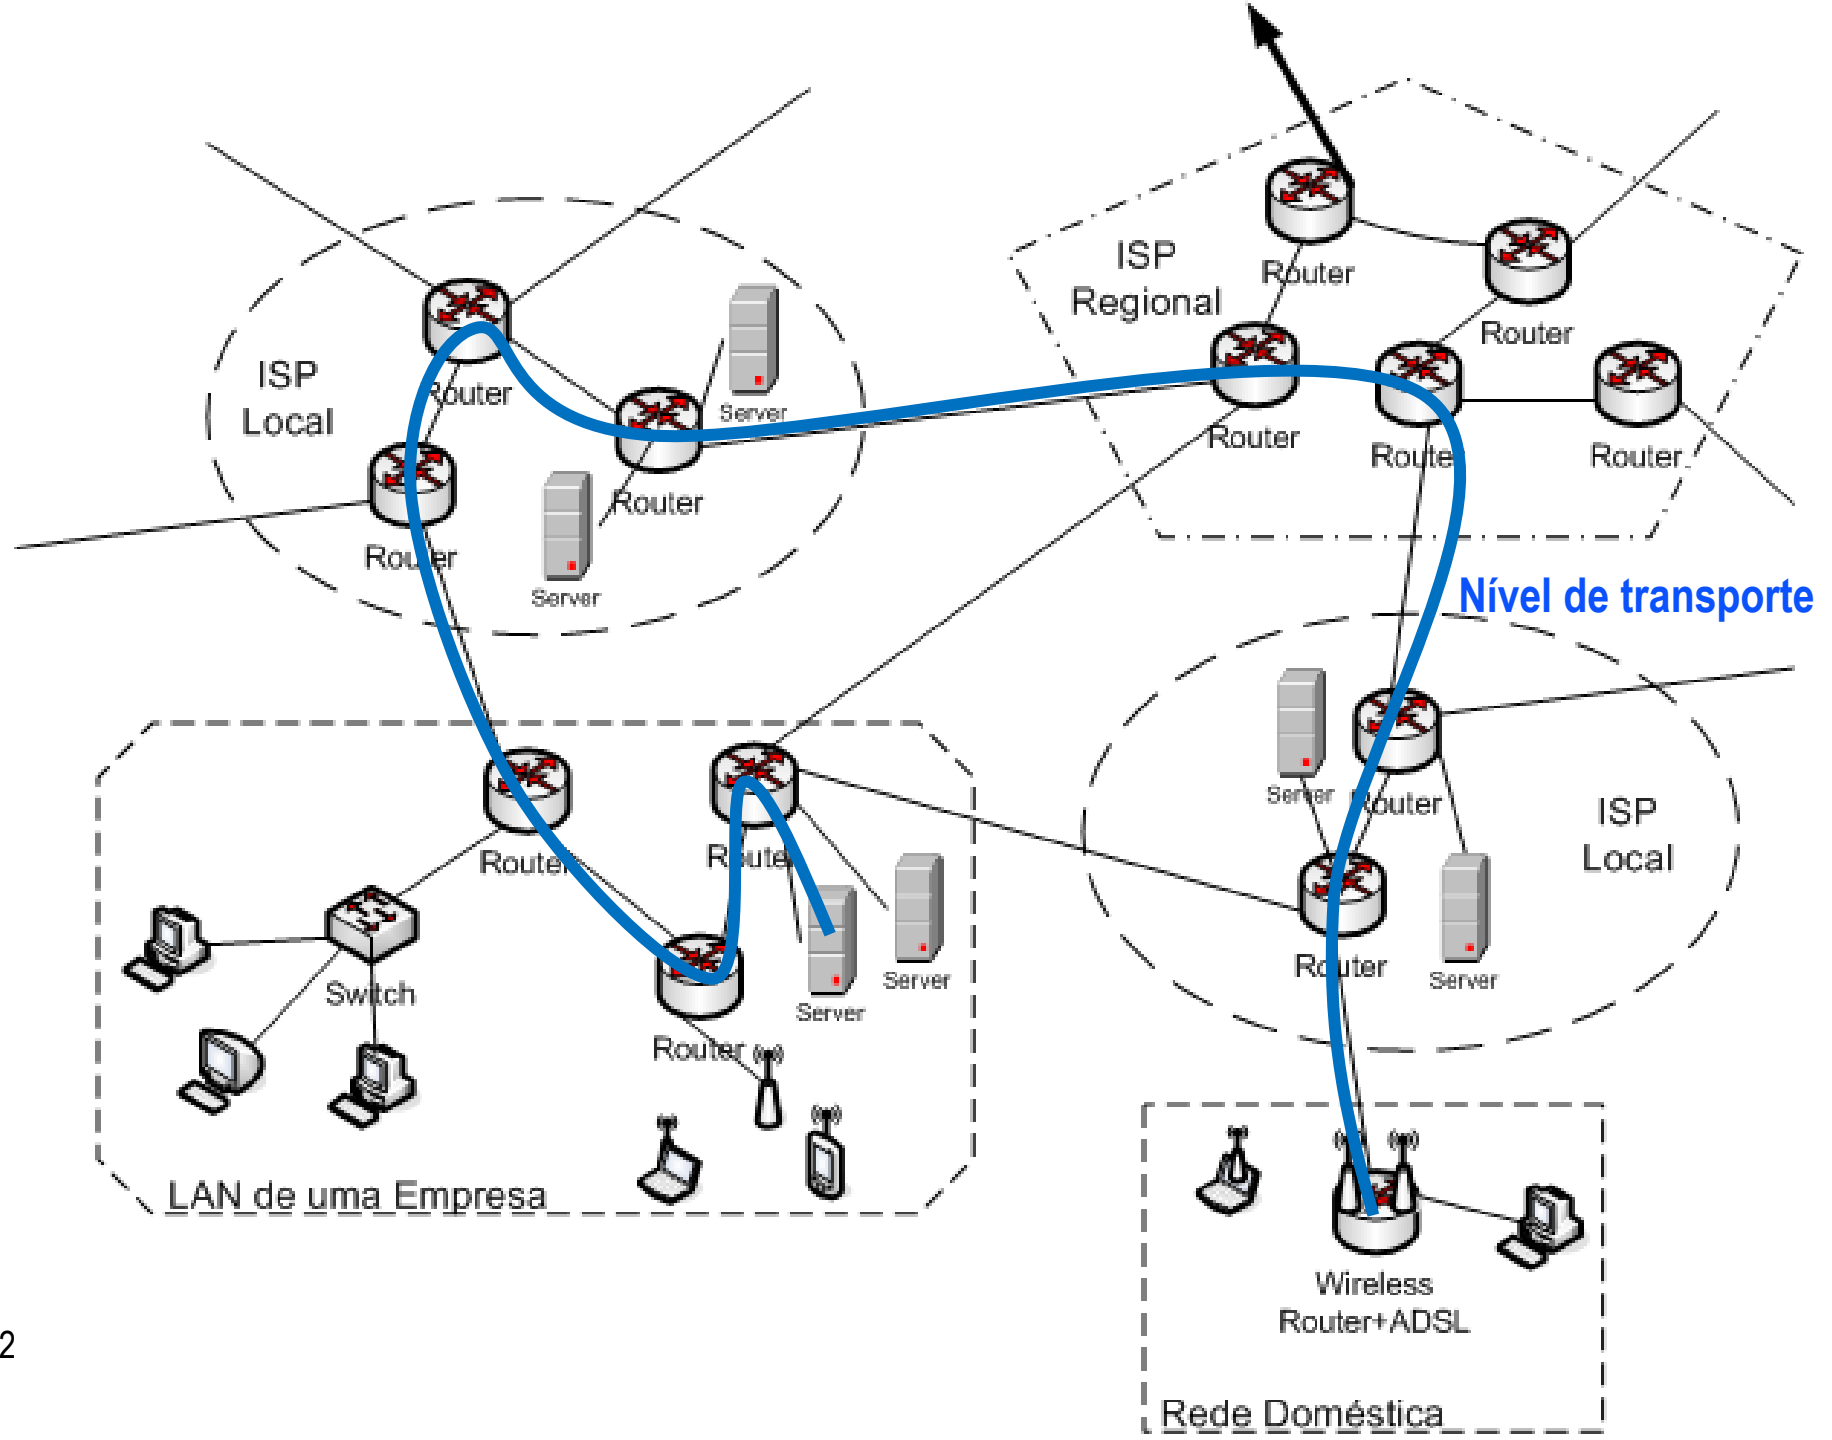 ISP
Regional
Router
Router
Router
Router
Router
ISP
Local
Router
Server
Router
Router
Server
Nível de transporte
Server
Router
ISP
Local
Router
Server
Router
Router
Switch
Router
Server
Server
LAN de uma Empresa
Wireless
Router+ADSL
Rede Doméstica
2